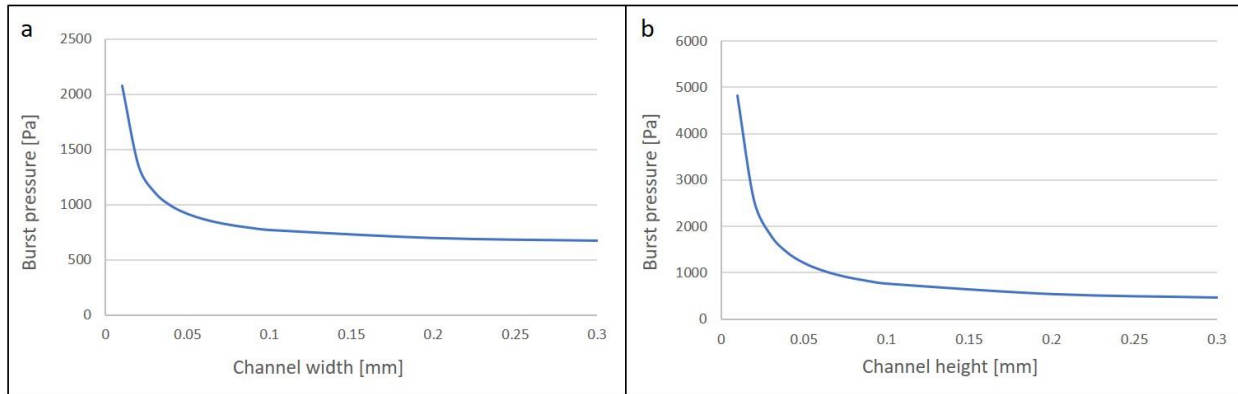 a
2500
2000
1500
1000
500
0
0 0.05 0.1 0.15 0.2 0.25 0.3
Burst pressure [Pa]
Channel width [mm]
b
6000
5000
4000
3000
2000
1000
0
0 0.05 0.1 0.15 0.2 0.25 0.3
Burst pressure [Pa]
Channel height [mm]